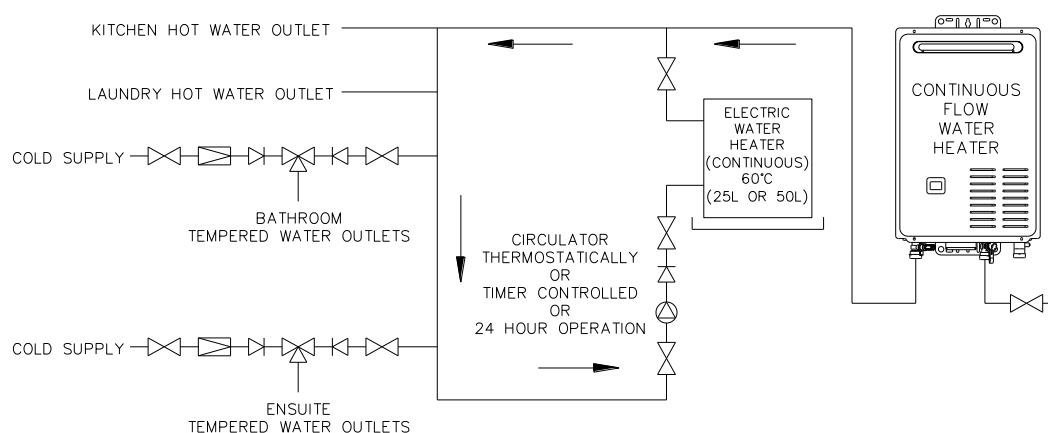 KITCHEN HOT WATER OUTLET
LAUNDRY HOT WATER OUTLET
COLD SUPPLY
BATHROOM
TEMPERED WATER OUTLETS
COLD SUPPLY
ENSUITE
TEMPERED WATER OUTLETS
CIRCULATOR
THERMOSTATICALLY
OR
TIMER CONTROLLED
OR
24 HOUR OPERATION
ELECTRIC
WATER
HEATER
(CONTINUOUS)
60°C
(25L OR 50L)
CONTINUOUS
FLOW
WATER
HEATER